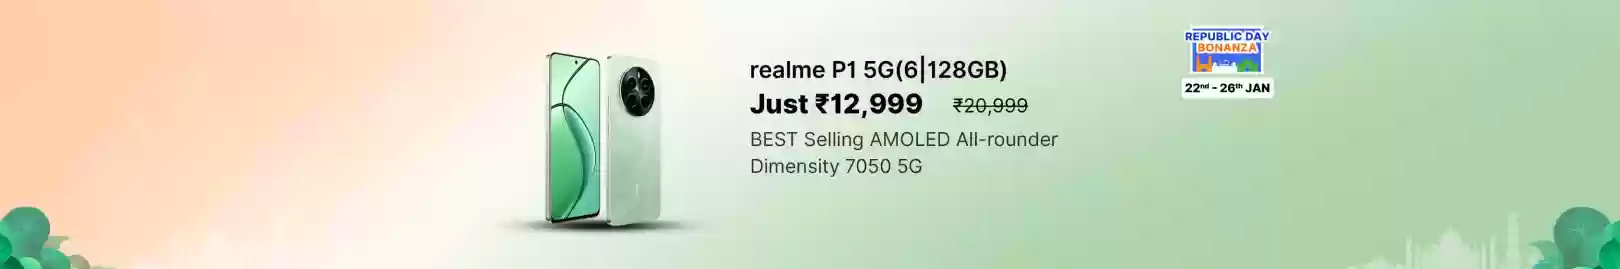 realme P1 5G(6|128GB)
Just ₹12,999 ₹20,999
BEST Selling AMOLED All-rounder
Dimensity 7050 5G
REPUBLIC DAY
BONANZA
22nd - 26th JAN